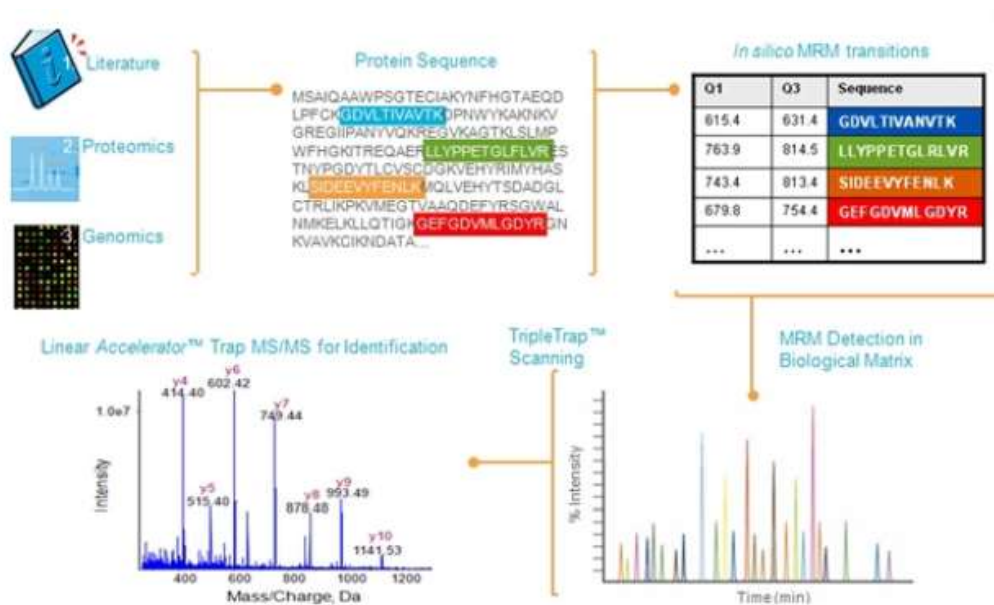 1. Literature
2. Proteomics
3. Genomics
Protein Sequence
MSAIQAAWPSGTECIAKYNFHGTAEQD
LPFCKGDVLTIVAVTKDPNWYKAKNKV
GREGIIPANYVQKREGVKAGTKLSLMP
WFHGKITREQAERLLYPPETGLFLVRES
TNYPGDYTLCVSCDGKVEHYRIMYHAS
KLSIDEEVYFENLKMQLVEHYTSDADGL
CTRLIKPKVMEGTVAAQDEFYRSGWAL
NMKELKLLQTIGKGEFGDVMLGDYRGN
KVAVKCIKNDATA...
In silico MRM transitions
Q1 Q3 Sequence
615.4 631.4 GDVLTIVANVTK
763.9 814.5 LLYPPETGLRLVR
743.4 813.4 SIDEEVYFENLK
679.8 754.4 GEFGDVMLGDYR
... ... ...
Linear Accelerator™ Trap MS/MS for Identification
TripleTrap™
Scanning
MRM Detection in
Biological Matrix
y4
414.40
y6
602.42
y7
749.44
y5
515.40
y8
878.48
y9
993.49
y10
1141.53
1.0e7
Intensity
400 600 800 1000 1200
Mass/Charge, Da
% Intensity
Time (min)